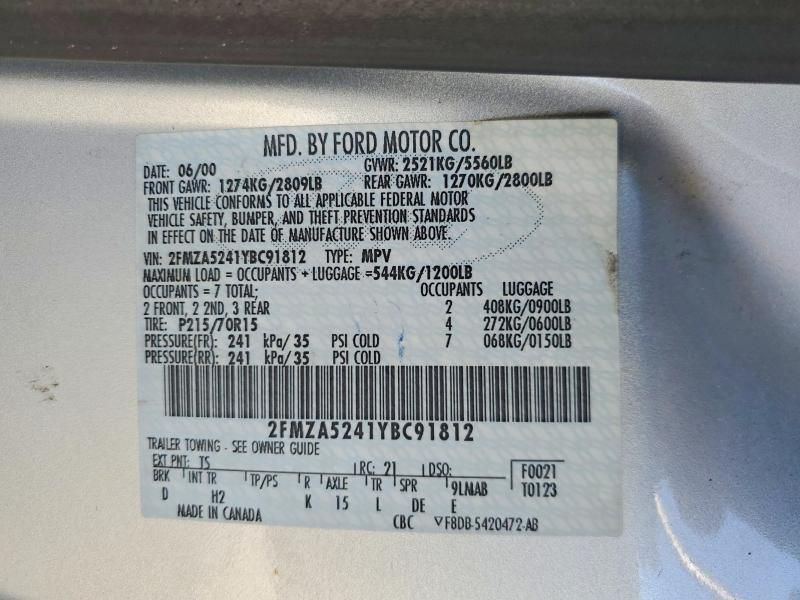 MFD. BY FORD MOTOR CO.
DATE: 06/00 GVWR: 2521KG/5560LB
FRONT GAWR: 1274KG/2809LB REAR GAWR: 1270KG/2800LB
THIS VEHICLE CONFORMS TO ALL APPLICABLE FEDERAL MOTOR
VEHICLE SAFETY, BUMPER, AND THEFT PREVENTION STANDARDS
IN EFFECT ON THE DATE OF MANUFACTURE SHOWN ABOVE
VIN: 2FMZA5241YBC91812 TYPE: MPV
MAXIMUM LOAD = OCCUPANTS + LUGGAGE =544KG/1200LB
OCCUPANTS = 7 TOTAL; OCCUPANTS LUGGAGE
2 FRONT, 2 2ND, 3 REAR 2 408KG/0900LB
TIRE: P215/70R15 4 272KG/0600LB
PRESSURE(FR): 241 kPa/ 35 PSI COLD 7 068KG/0150LB
PRESSURE(RR): 241 kPa/ 35 PSI COLD
2FMZA5241YBC91812
TRAILER TOWING - SEE OWNER GUIDE
EXT PNT: TS RC: 21 DSO: F0021
BRK INT TR TP/PS R AXLE TR SPR 9LMAB T0123
D H2 K 15 L DE E
MADE IN CANADA CBC F8DB-5420472-AB